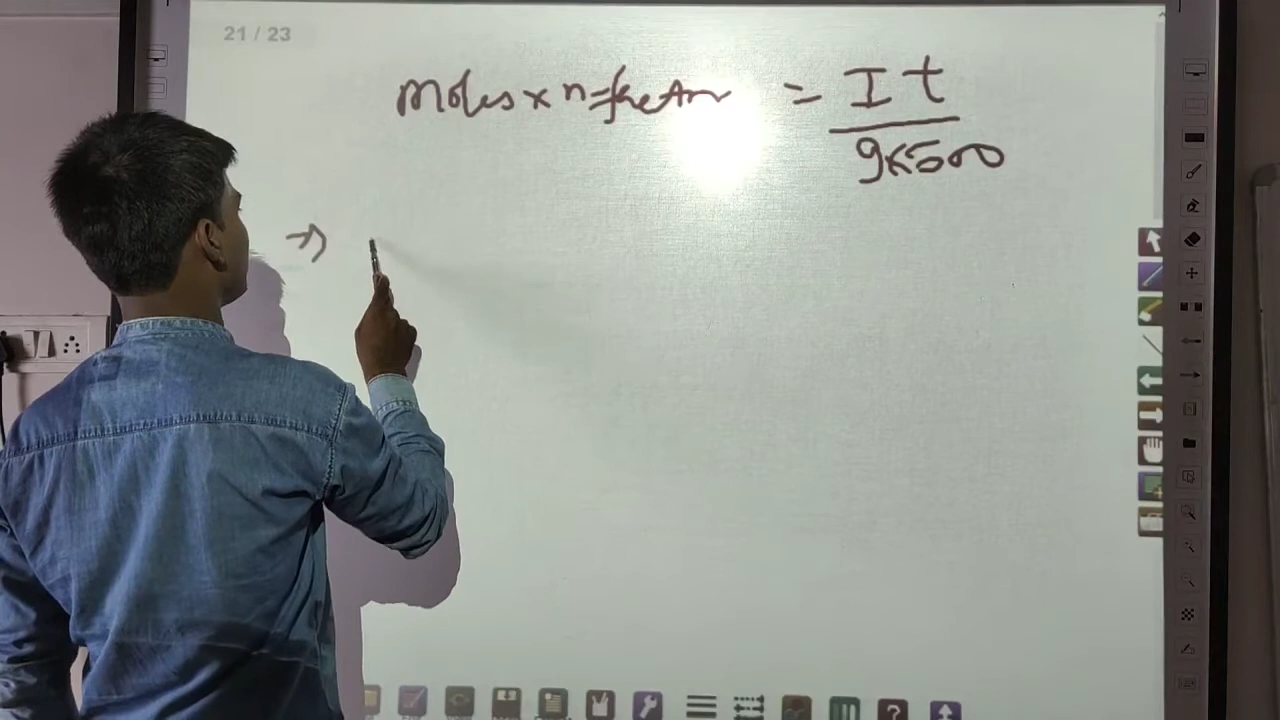 21 / 23
moles × n-factor = It
96500
⇒